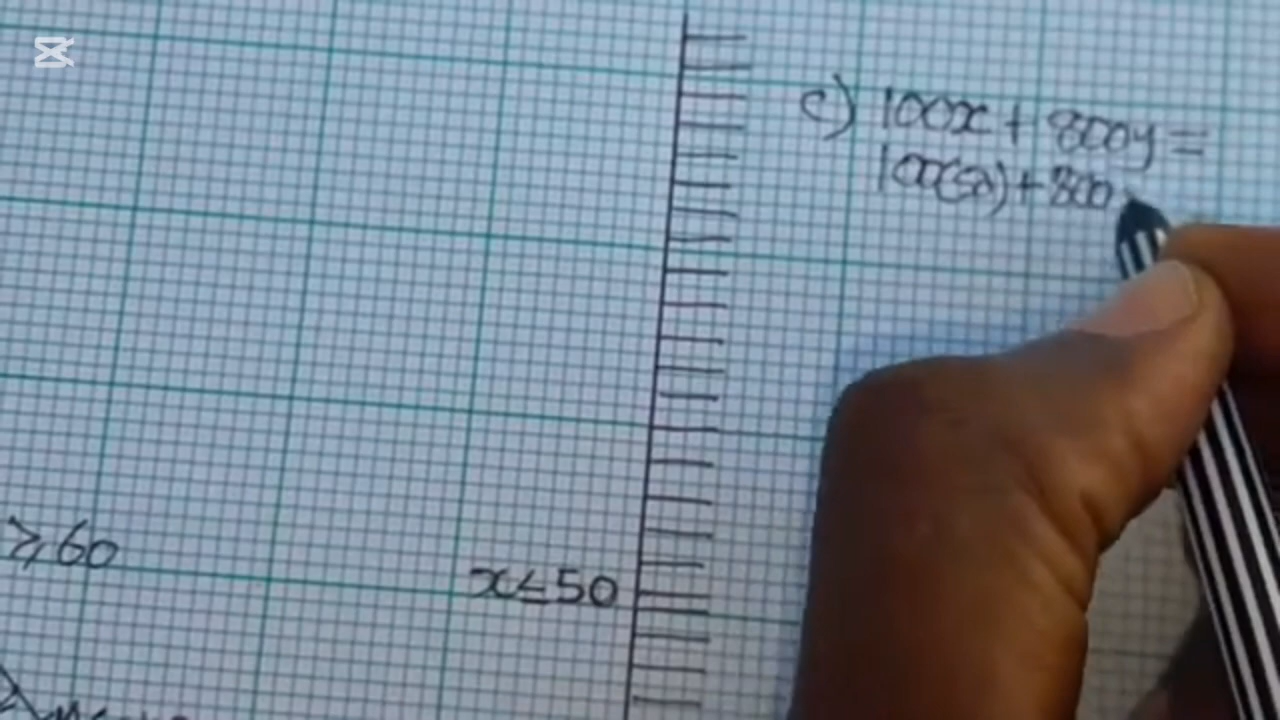 c) 100x + 800y =
100(50) + 800
≥60
x≤50